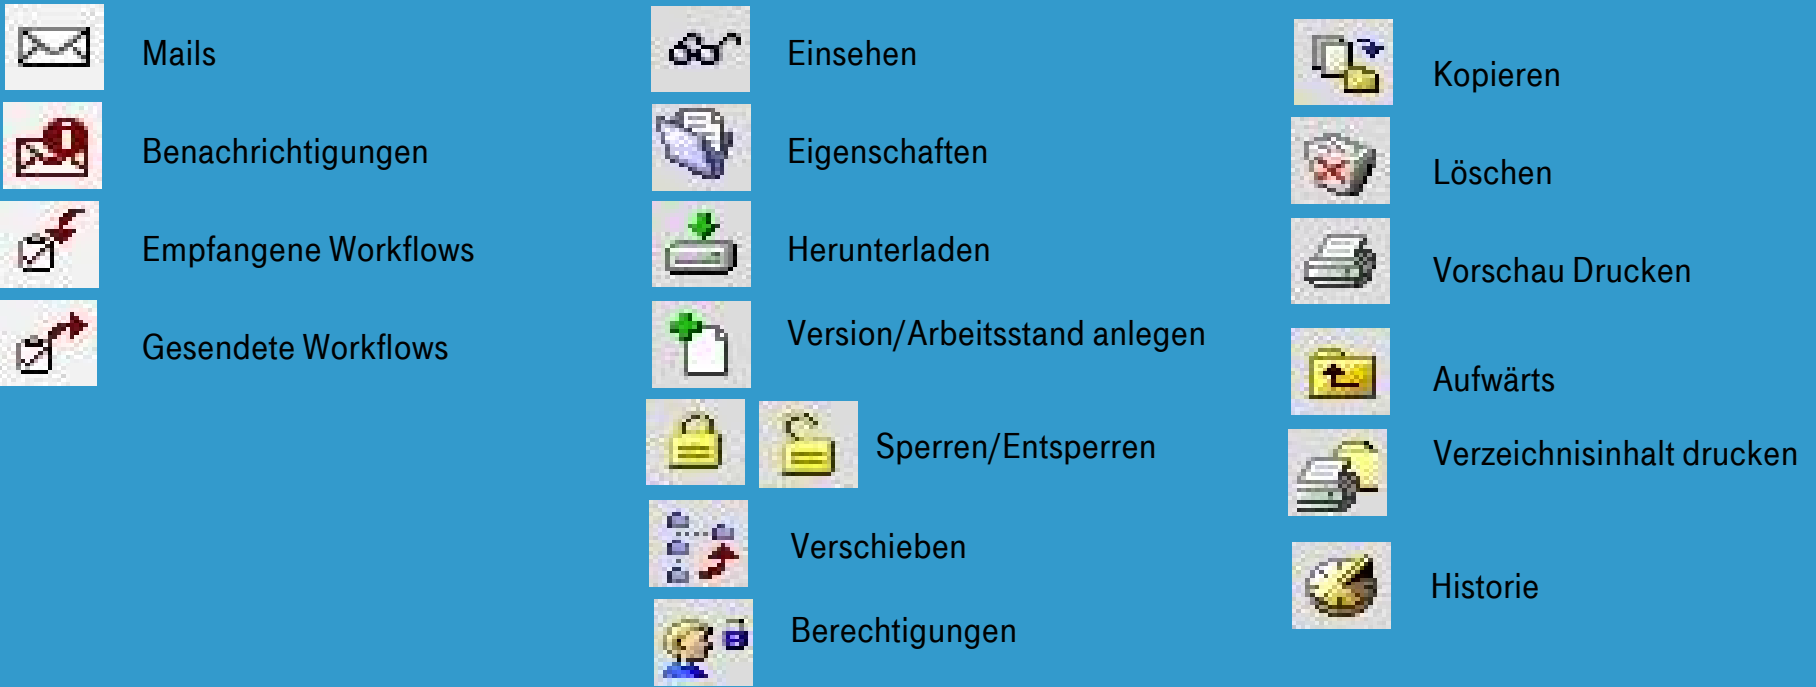 Mails
Benachrichtigungen
Empfangene Workflows
Gesendete Workflows
Einsehen
Eigenschaften
Herunterladen
Version/Arbeitsstand anlegen
Sperren/Entsperren
Verschieben
Berechtigungen
Kopieren
Löschen
Vorschau Drucken
Aufwärts
Verzeichnisinhalt drucken
Historie